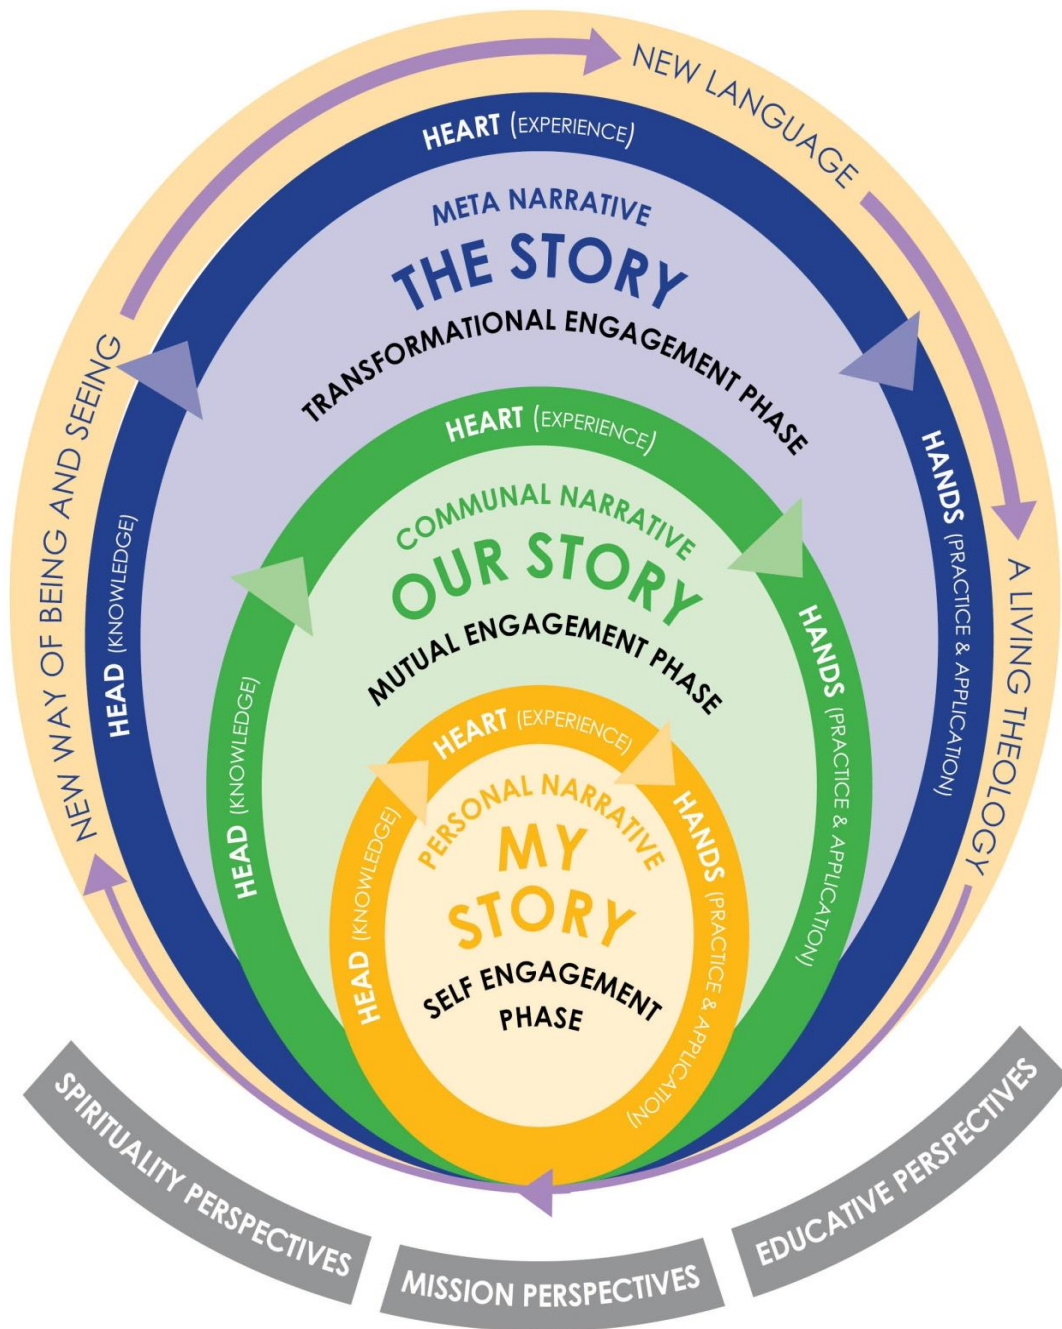 NEW WAY OF BEING AND SEEING
NEW LANGUAGE
A LIVING THEOLOGY
HEAD (KNOWLEDGE)
HEART (EXPERIENCE)
HANDS (PRACTICE & APPLICATION)
META NARRATIVE
THE STORY
TRANSFORMATIONAL ENGAGEMENT PHASE
HEAD (KNOWLEDGE)
HEART (EXPERIENCE)
HANDS (PRACTICE & APPLICATION)
COMMUNAL NARRATIVE
OUR STORY
MUTUAL ENGAGEMENT PHASE
HEAD (KNOWLEDGE)
HEART (EXPERIENCE)
HANDS (PRACTICE & APPLICATION)
PERSONAL NARRATIVE
MY
STORY
SELF ENGAGEMENT
PHASE
SPIRITUALITY PERSPECTIVES
MISSION PERSPECTIVES
EDUCATIVE PERSPECTIVES